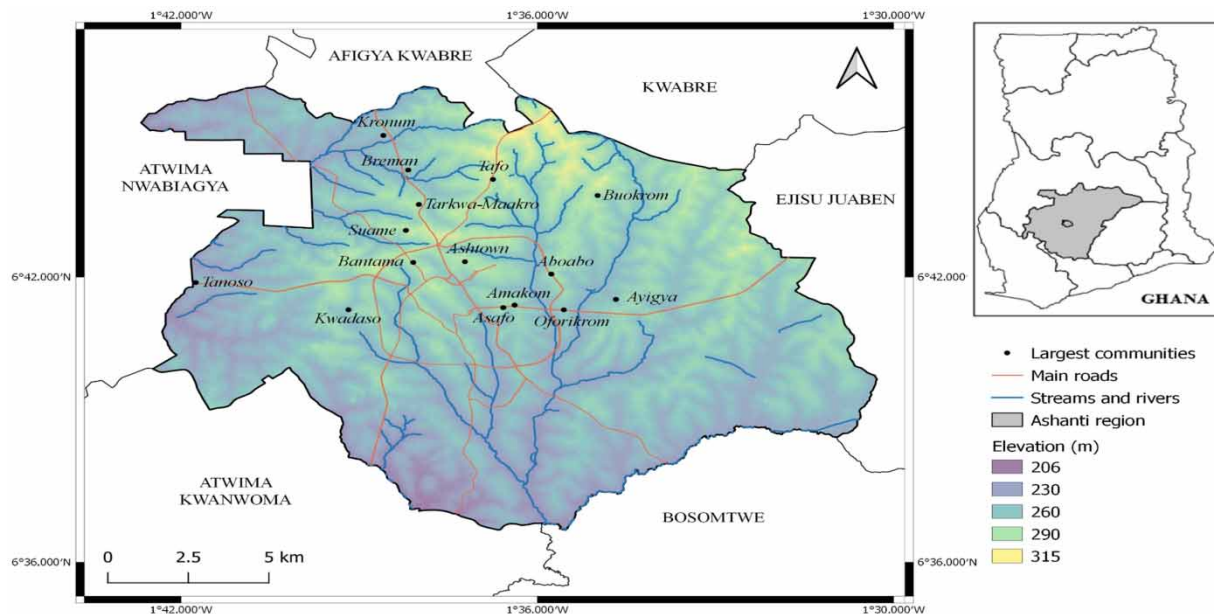 1°42.000'W
1°36.000'W
1°30.000'W
AFIGYA KWABRE
KWABRE
Kronum
Breman
Tafo
ATWIMA
NWABIAGYA
Buokrom
EJISU JUABEN
Tarkwa-Maakro
Suame
Ashtown
Bantama
Aboabo
6°42.000'N
6°42.000'N
Tanoso
Amakom
Ayigya
Kwadaso
Asafo
Oforikrom
GHANA
Largest communities
Main roads
Streams and rivers
Ashanti region
Elevation (m)
206
230
260
290
315
ATWIMA
KWANWOMA
BOSOMTWE
0
2.5
5 km
6°36.000'N
6°36.000'N
1°42.000'W
1°36.000'W
1°30.000'W